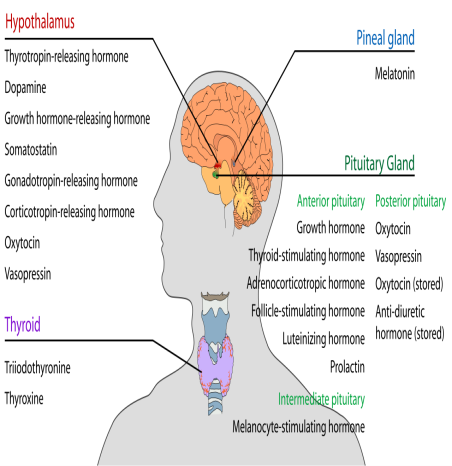 Hypothalamus
Thyrotropin-releasing hormone
Dopamine
Growth hormone-releasing hormone
Somatostatin
Gonadotropin-releasing hormone
Corticotropin-releasing hormone
Oxytocin
Vasopressin
Thyroid
Triiodothyronine
Thyroxine
Pineal gland
Melatonin
Pituitary Gland
Anterior pituitary
Growth hormone
Thyroid-stimulating hormone
Adrenocorticotropic hormone
Follicle-stimulating hormone
Luteinizing hormone
Prolactin
Intermediate pituitary
Melanocyte-stimulating hormone
Posterior pituitary
Oxytocin
Vasopressin
Oxytocin (stored)
Anti-diuretic
hormone (stored)